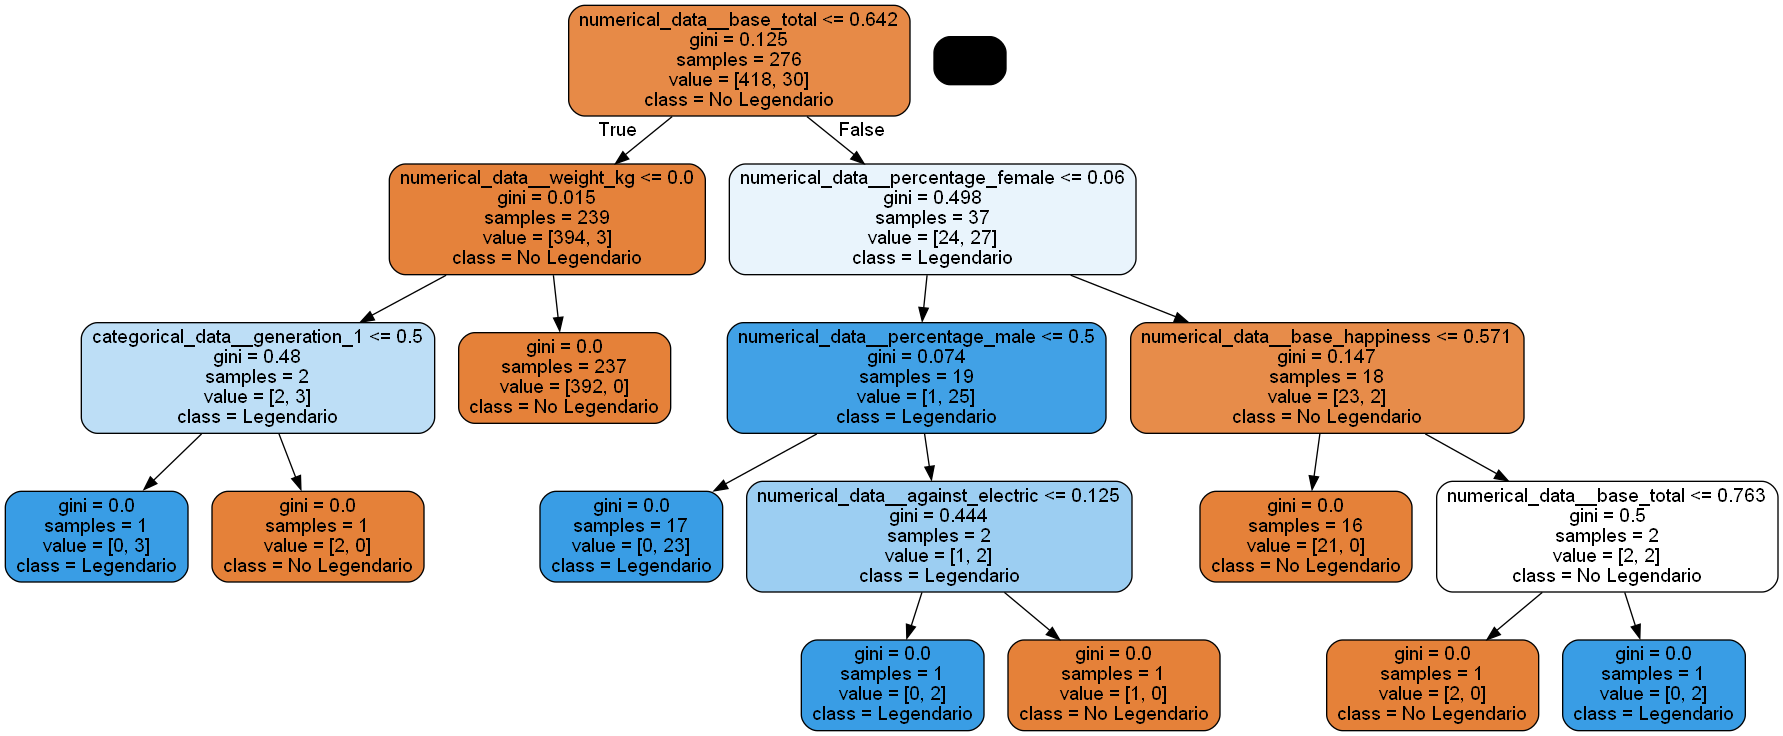 numerical_data__base_total <= 0.642
gini = 0.125
samples = 276
value = [418, 30]
class = No Legendario
True
False
numerical_data__weight_kg <= 0.0
gini = 0.015
samples = 239
value = [394, 3]
class = No Legendario
numerical_data__percentage_female <= 0.06
gini = 0.498
samples = 37
value = [24, 27]
class = Legendario
categorical_data__generation_1 <= 0.5
gini = 0.48
samples = 2
value = [2, 3]
class = Legendario
gini = 0.0
samples = 237
value = [392, 0]
class = No Legendario
numerical_data__percentage_male <= 0.5
gini = 0.074
samples = 19
value = [1, 25]
class = Legendario
numerical_data__base_happiness <= 0.571
gini = 0.147
samples = 18
value = [23, 2]
class = No Legendario
gini = 0.0
samples = 1
value = [0, 3]
class = Legendario
gini = 0.0
samples = 1
value = [2, 0]
class = No Legendario
gini = 0.0
samples = 17
value = [0, 23]
class = Legendario
numerical_data__against_electric <= 0.125
gini = 0.444
samples = 2
value = [1, 2]
class = Legendario
gini = 0.0
samples = 16
value = [21, 0]
class = No Legendario
numerical_data__base_total <= 0.763
gini = 0.5
samples = 2
value = [2, 2]
class = No Legendario
gini = 0.0
samples = 1
value = [0, 2]
class = Legendario
gini = 0.0
samples = 1
value = [1, 0]
class = No Legendario
gini = 0.0
samples = 1
value = [2, 0]
class = No Legendario
gini = 0.0
samples = 1
value = [0, 2]
class = Legendario